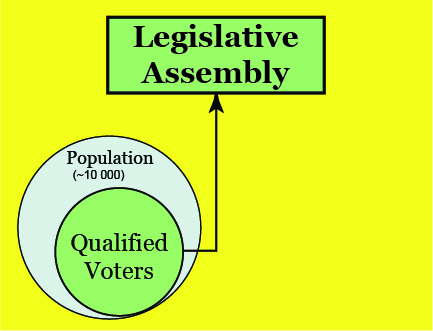 Legislative
Assembly
Population
(~10 000)
Qualified
Voters